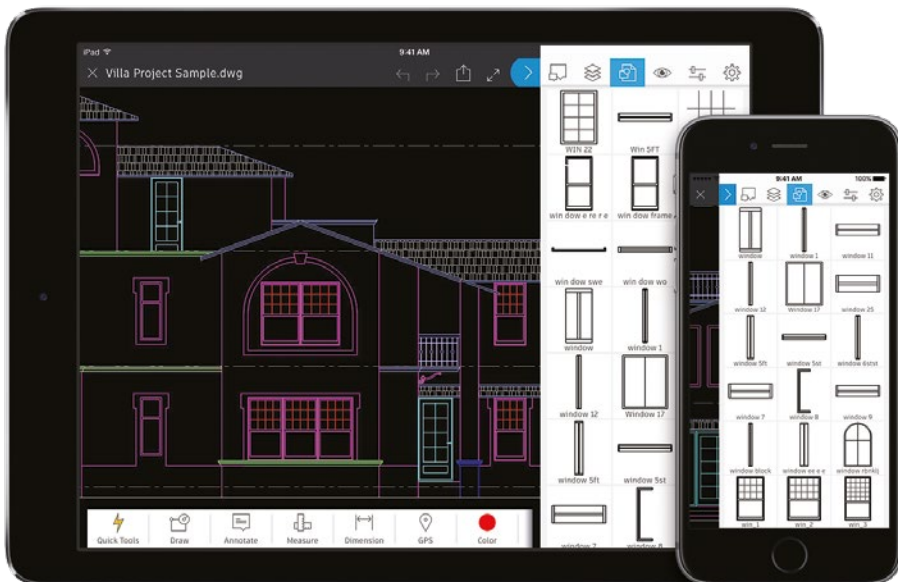 iPad
9:41 AM
Villa Project Sample.dwg
WIN 22
Win 5FT
win dow e re r e
win dow frame
win dow swe
win dow wo
window
window 1
window 12
Window 17
window 5ft
window 5st
window 7
window 8
Quick Tools
Draw
Annotate
Measure
Dimension
GPS
Color
9:41 AM
100%
window
window 1
window 11
window 12
Window 17
window 25
window 5ft
window 5st
window 6stst
window 7
window 8
window 9
window block
window ee e e
window rbnklj
win_1
win_2
win_3